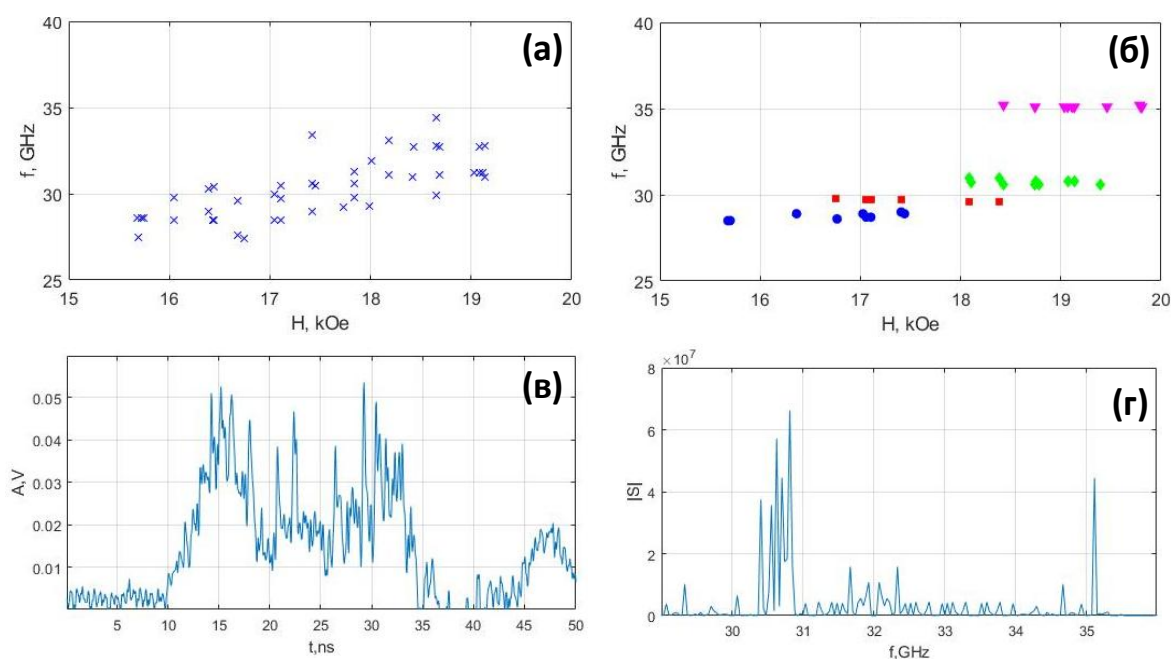 (а)
40
35
30
25
f, GHz
15 16 17 18 19 20
H, kOe
(б)
40
35
30
25
f, GHz
15 16 17 18 19 20
H, kOe
(в)
0.05
0.04
0.03
0.02
0.01
A,V
5 10 15 20 25 30 35 40 45 50
t,ns
(г)
× 10⁷
8
6
4
2
0
|S|
30 31 32 33 34 35
f,GHz